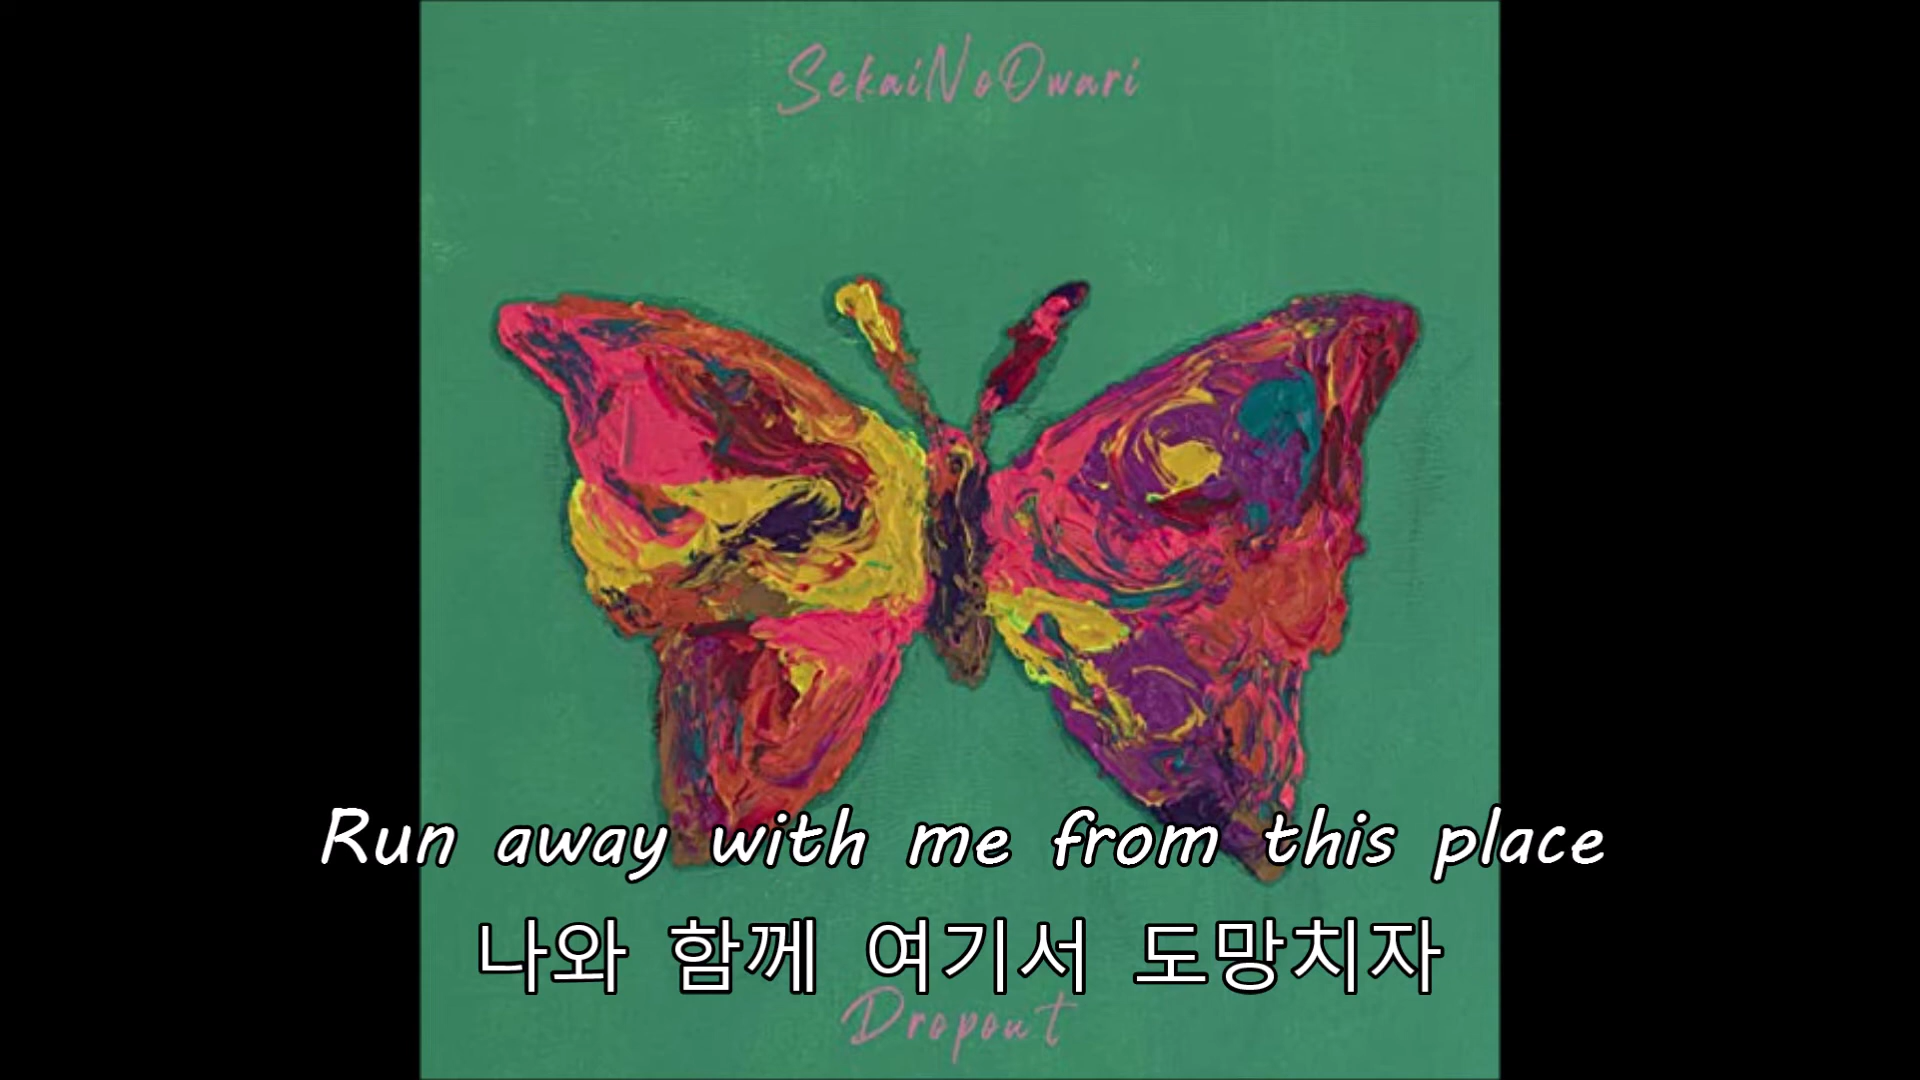 SekaiNoOwari
Run away with me from this place
나와 함께 여기서 도망치자
Dropout